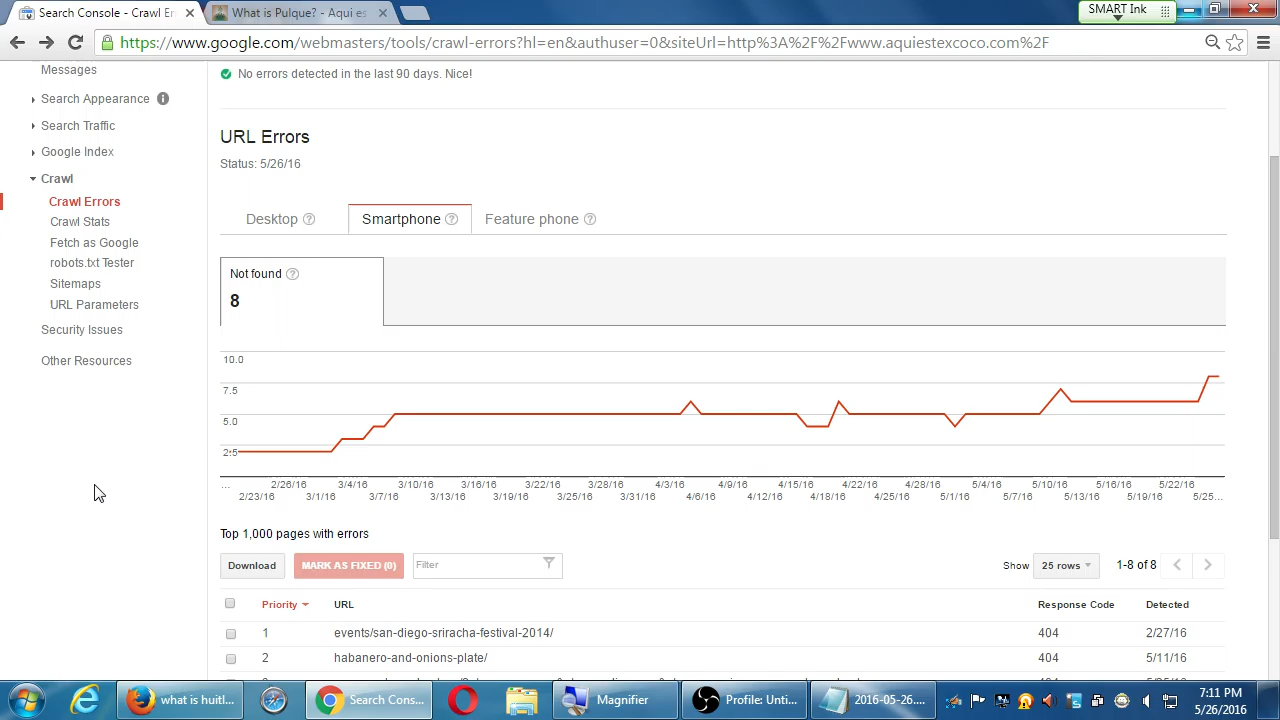 Search Console - Crawl Er
What is Pulque? - Aqui es
SMART Ink
https://www.google.com/webmasters/tools/crawl-errors?hl=en&authuser=0&siteUrl=http%3A%2F%2Fwww.aquiestexcoco.com%2F
Messages
No errors detected in the last 90 days. Nice!
Search Appearance
Search Traffic
URL Errors
Google Index
Status: 5/26/16
Crawl
Crawl Errors
Crawl Stats
Fetch as Google
robots.txt Tester
Sitemaps
URL Parameters
Security Issues
Other Resources
Desktop
Smartphone
Feature phone
Not found
8
10.0
7.5
5.0
2.5
... 2/26/16 3/4/16 3/10/16 3/16/16 3/22/16 3/28/16 4/3/16 4/9/16 4/15/16 4/22/16 4/28/16 5/4/16 5/10/16 5/16/16 5/22/16
2/23/16 3/1/16 3/7/16 3/13/16 3/19/16 3/25/16 3/31/16 4/6/16 4/12/16 4/18/16 4/25/16 5/1/16 5/7/16 5/13/16 5/19/16 5/25...
Top 1,000 pages with errors
Download MARK AS FIXED (0) Filter Show 25 rows 1-8 of 8
Priority URL Response Code Detected
1 events/san-diego-sriracha-festival-2014/ 404 2/27/16
2 habanero-and-onions-plate/ 404 5/11/16
what is huitl...
Search Cons...
Magnifier
Profile: Unti...
2016-05-26....
7:11 PM
5/26/2016